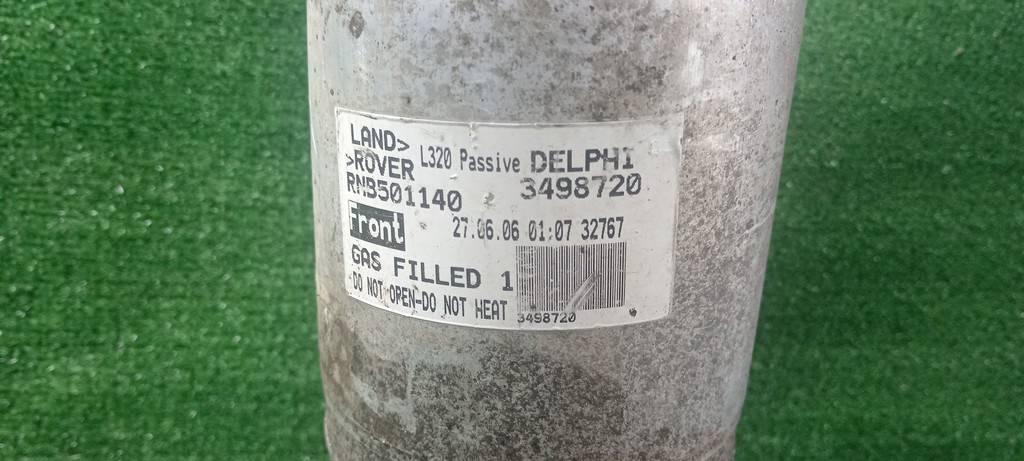 LAND>
>ROVER L320 Passive DELPHI
RNB501140 3498720
Front 27.06.06 01:07 32767
GAS FILLED 1
DO NOT OPEN-DO NOT HEAT 3498720